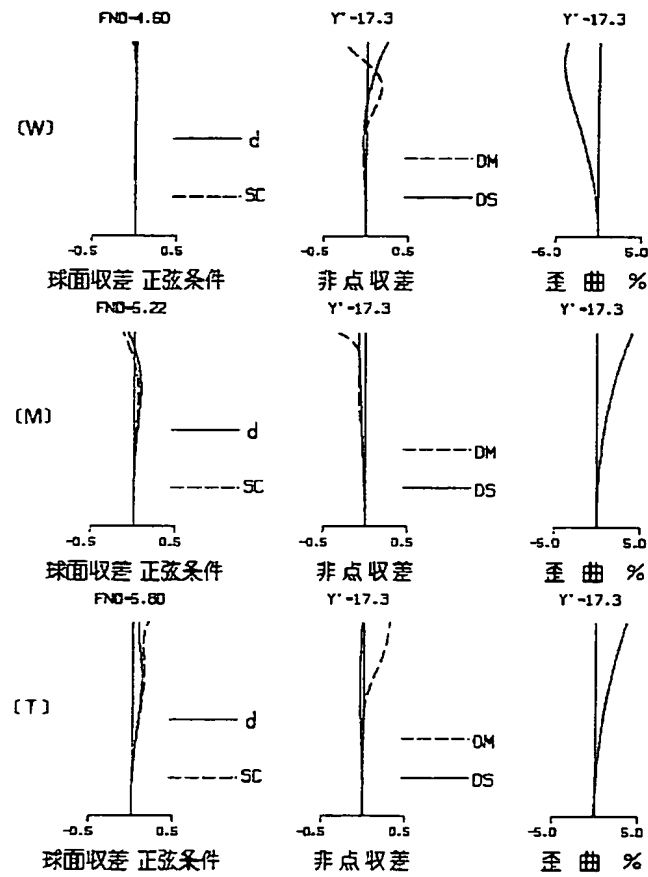 FNO-4.60 Y'-17.3 Y'-17.3
(W)
d
SC
DM
DS
-0.5 0.5 -0.5 0.5 -5.0 5.0
球面収差 正弦条件 非点収差 歪 曲 %
FNO-5.22 Y'-17.3 Y'-17.3
(M)
d
SC
DM
DS
-0.5 0.5 -0.5 0.5 -5.0 5.0
球面収差 正弦条件 非点収差 歪 曲 %
FNO-5.80 Y'-17.3 Y'-17.3
(T)
d
SC
DM
DS
-0.5 0.5 -0.5 0.5 -5.0 5.0
球面収差 正弦条件 非点収差 歪 曲 %